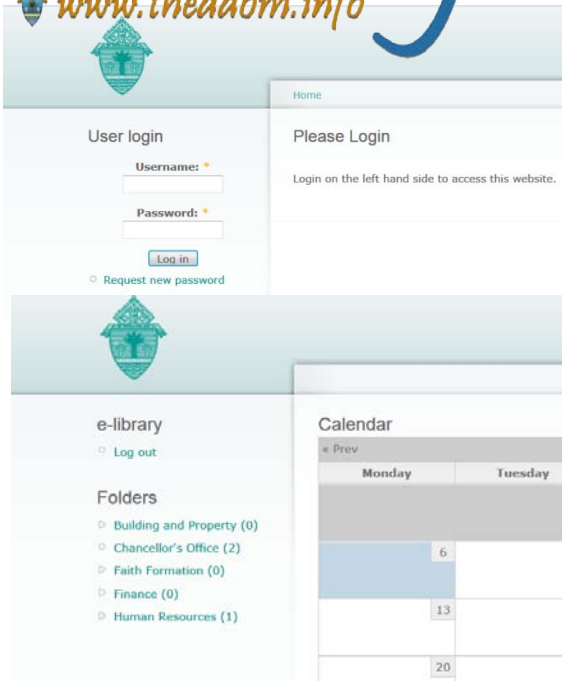 www.theadom.info
Home
User login
Username: *
Password: *
Log in
Request new password
Please Login
Login on the left hand side to access this website.
e-library
Log out
Folders
Building and Property (0)
Chancellor's Office (2)
Faith Formation (0)
Finance (0)
Human Resources (1)
Calendar
« Prev
Monday Tuesday
6
13
20